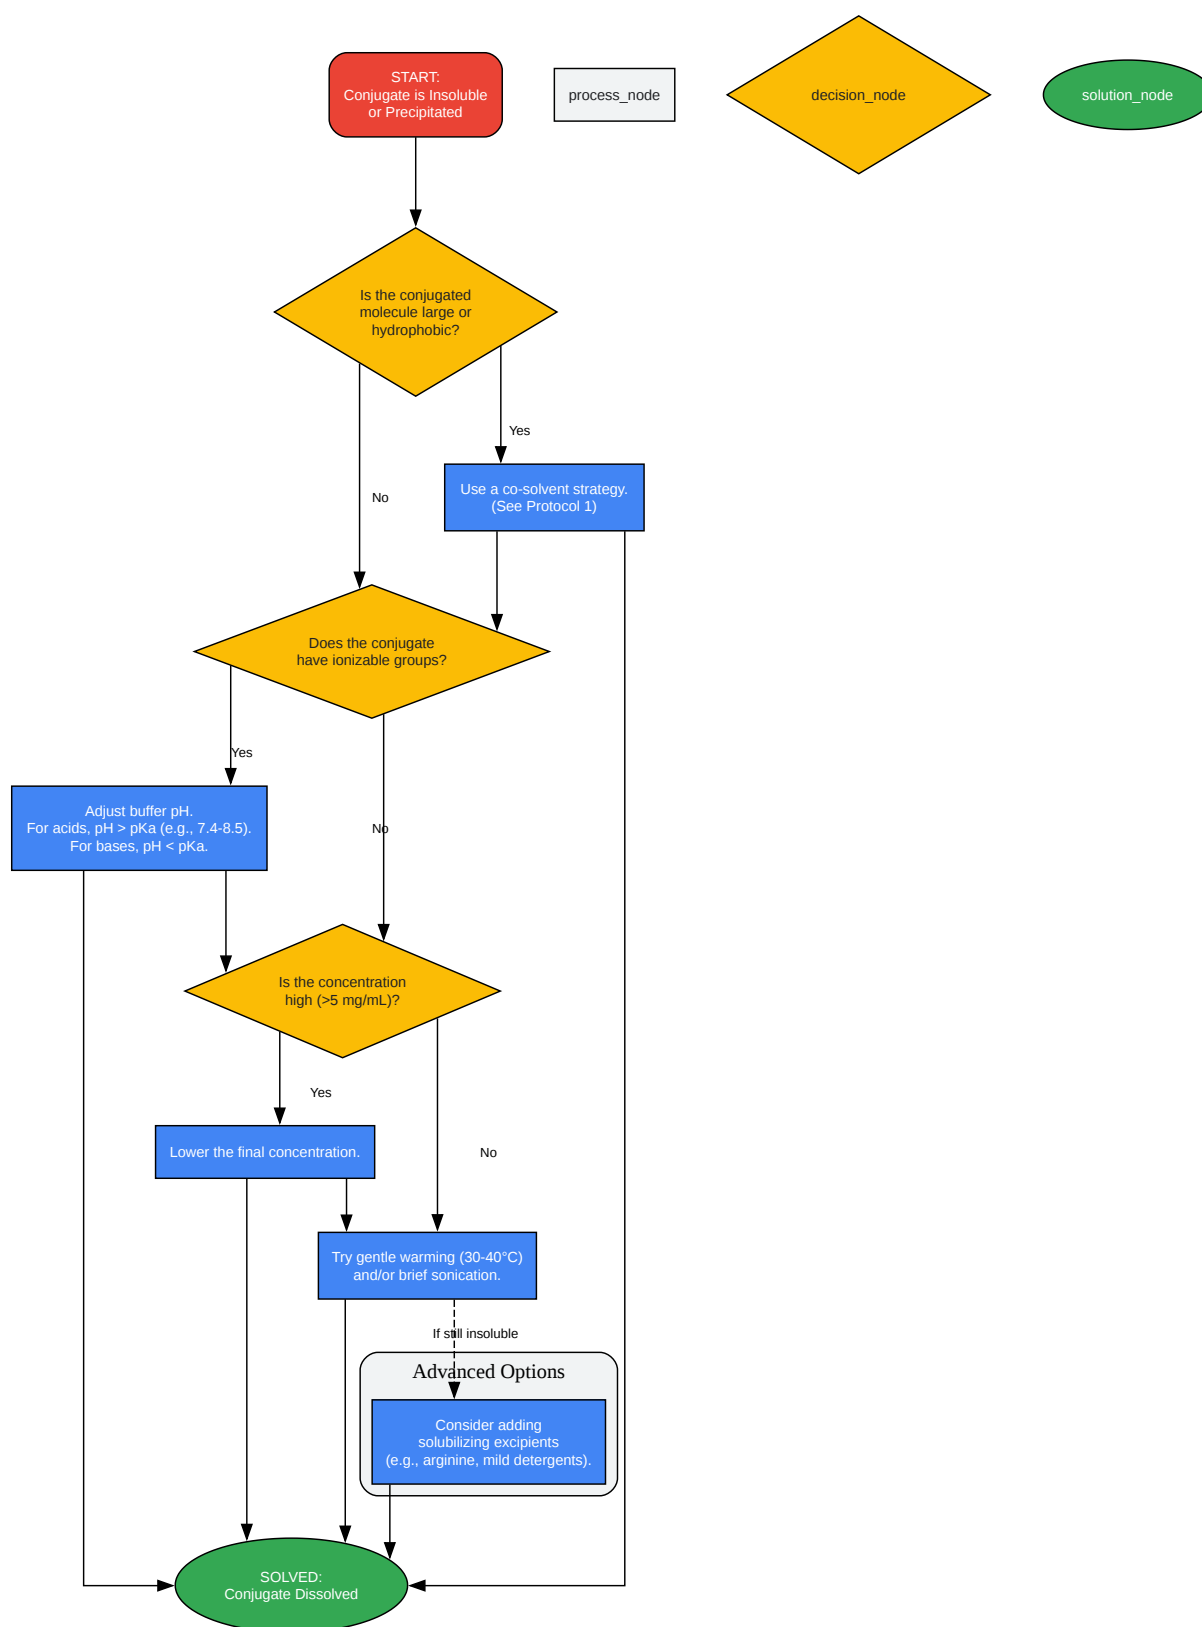 START:
Conjugate is Insoluble
or Precipitated
process_node
decision_node
solution_node
Is the conjugated
molecule large or
hydrophobic?
Yes
No
Use a co-solvent strategy.
(See Protocol 1)
Does the conjugate
have ionizable groups?
Yes
No
Adjust buffer pH.
For acids, pH > pKa (e.g., 7.4-8.5).
For bases, pH < pKa.
Is the concentration
high (>5 mg/mL)?
Yes
No
Lower the final concentration.
Try gentle warming (30-40°C)
and/or brief sonication.
If still insoluble
Advanced Options
Consider adding
solubilizing excipients
(e.g., arginine, mild detergents).
SOLVED:
Conjugate Dissolved